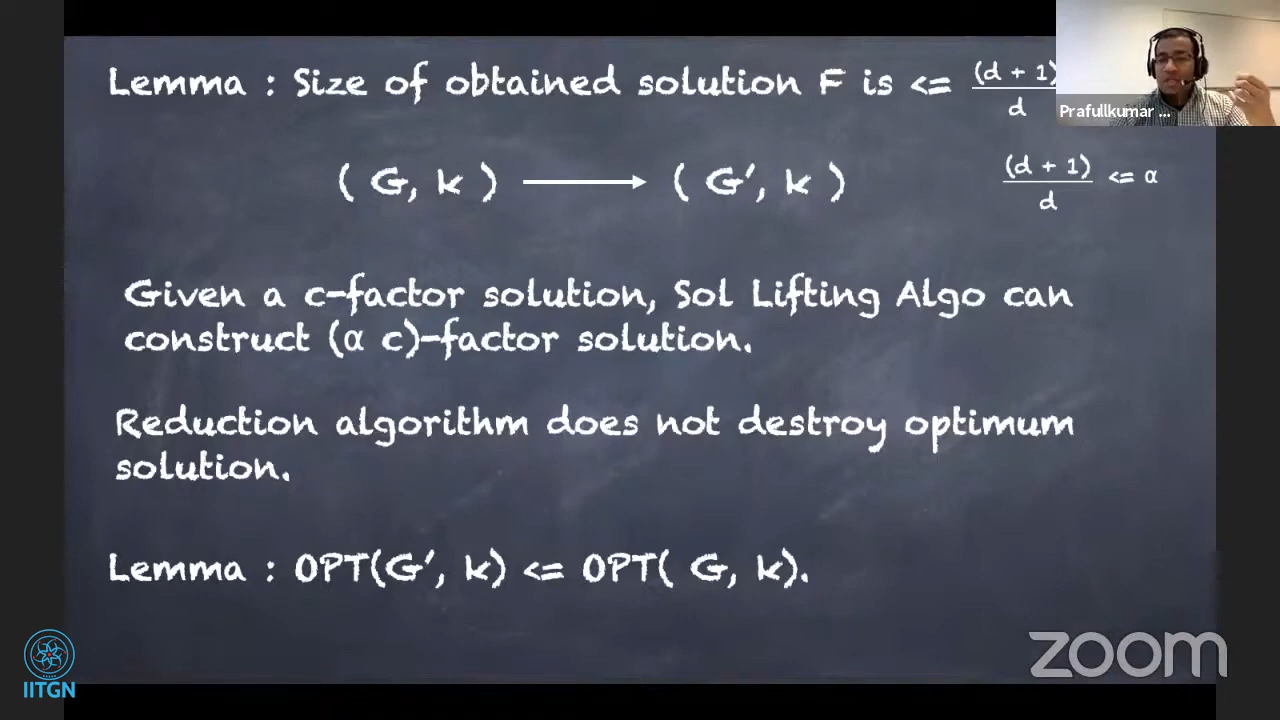 Lemma : Size of obtained solution F is <= (d + 1) / d
Prafullkumar ...
( G, k ) ⟶ ( G', k )
(d + 1) / d <= α
Given a c-factor solution, Sol Lifting Algo can
construct (α c)-factor solution.
Reduction algorithm does not destroy optimum
solution.
Lemma : OPT(G', k) <= OPT( G, k).
IITGN
zoom